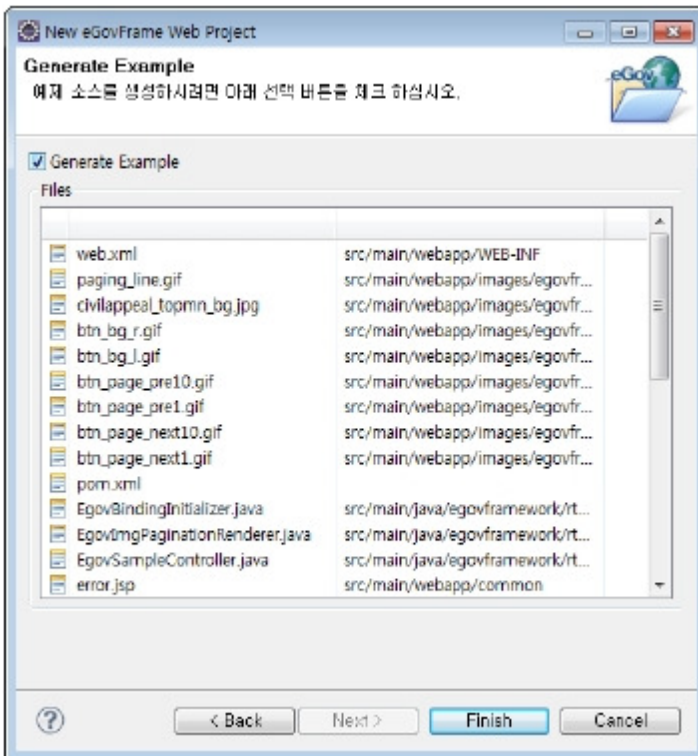 New eGovFrame Web Project
Generate Example
예제 소스를 생성하시려면 아래 선택 버튼을 체크 하십시오.
eGov
Generate Example
Files
web.xml src/main/webapp/WEB-INF
paging_line.gif src/main/webapp/images/egovfr...
civilappeal_topmn_bg.jpg src/main/webapp/images/egovfr...
btn_bg_r.gif src/main/webapp/images/egovfr...
btn_bg_l.gif src/main/webapp/images/egovfr...
btn_page_pre10.gif src/main/webapp/images/egovfr...
btn_page_pre1.gif src/main/webapp/images/egovfr...
btn_page_next10.gif src/main/webapp/images/egovfr...
btn_page_next1.gif src/main/webapp/images/egovfr...
pom.xml
EgovBindingInitializer.java src/main/java/egovframework/rt...
EgovImgPaginationRenderer.java src/main/java/egovframework/rt...
EgovSampleController.java src/main/java/egovframework/rt...
error.jsp src/main/webapp/common
? < Back Next > Finish Cancel